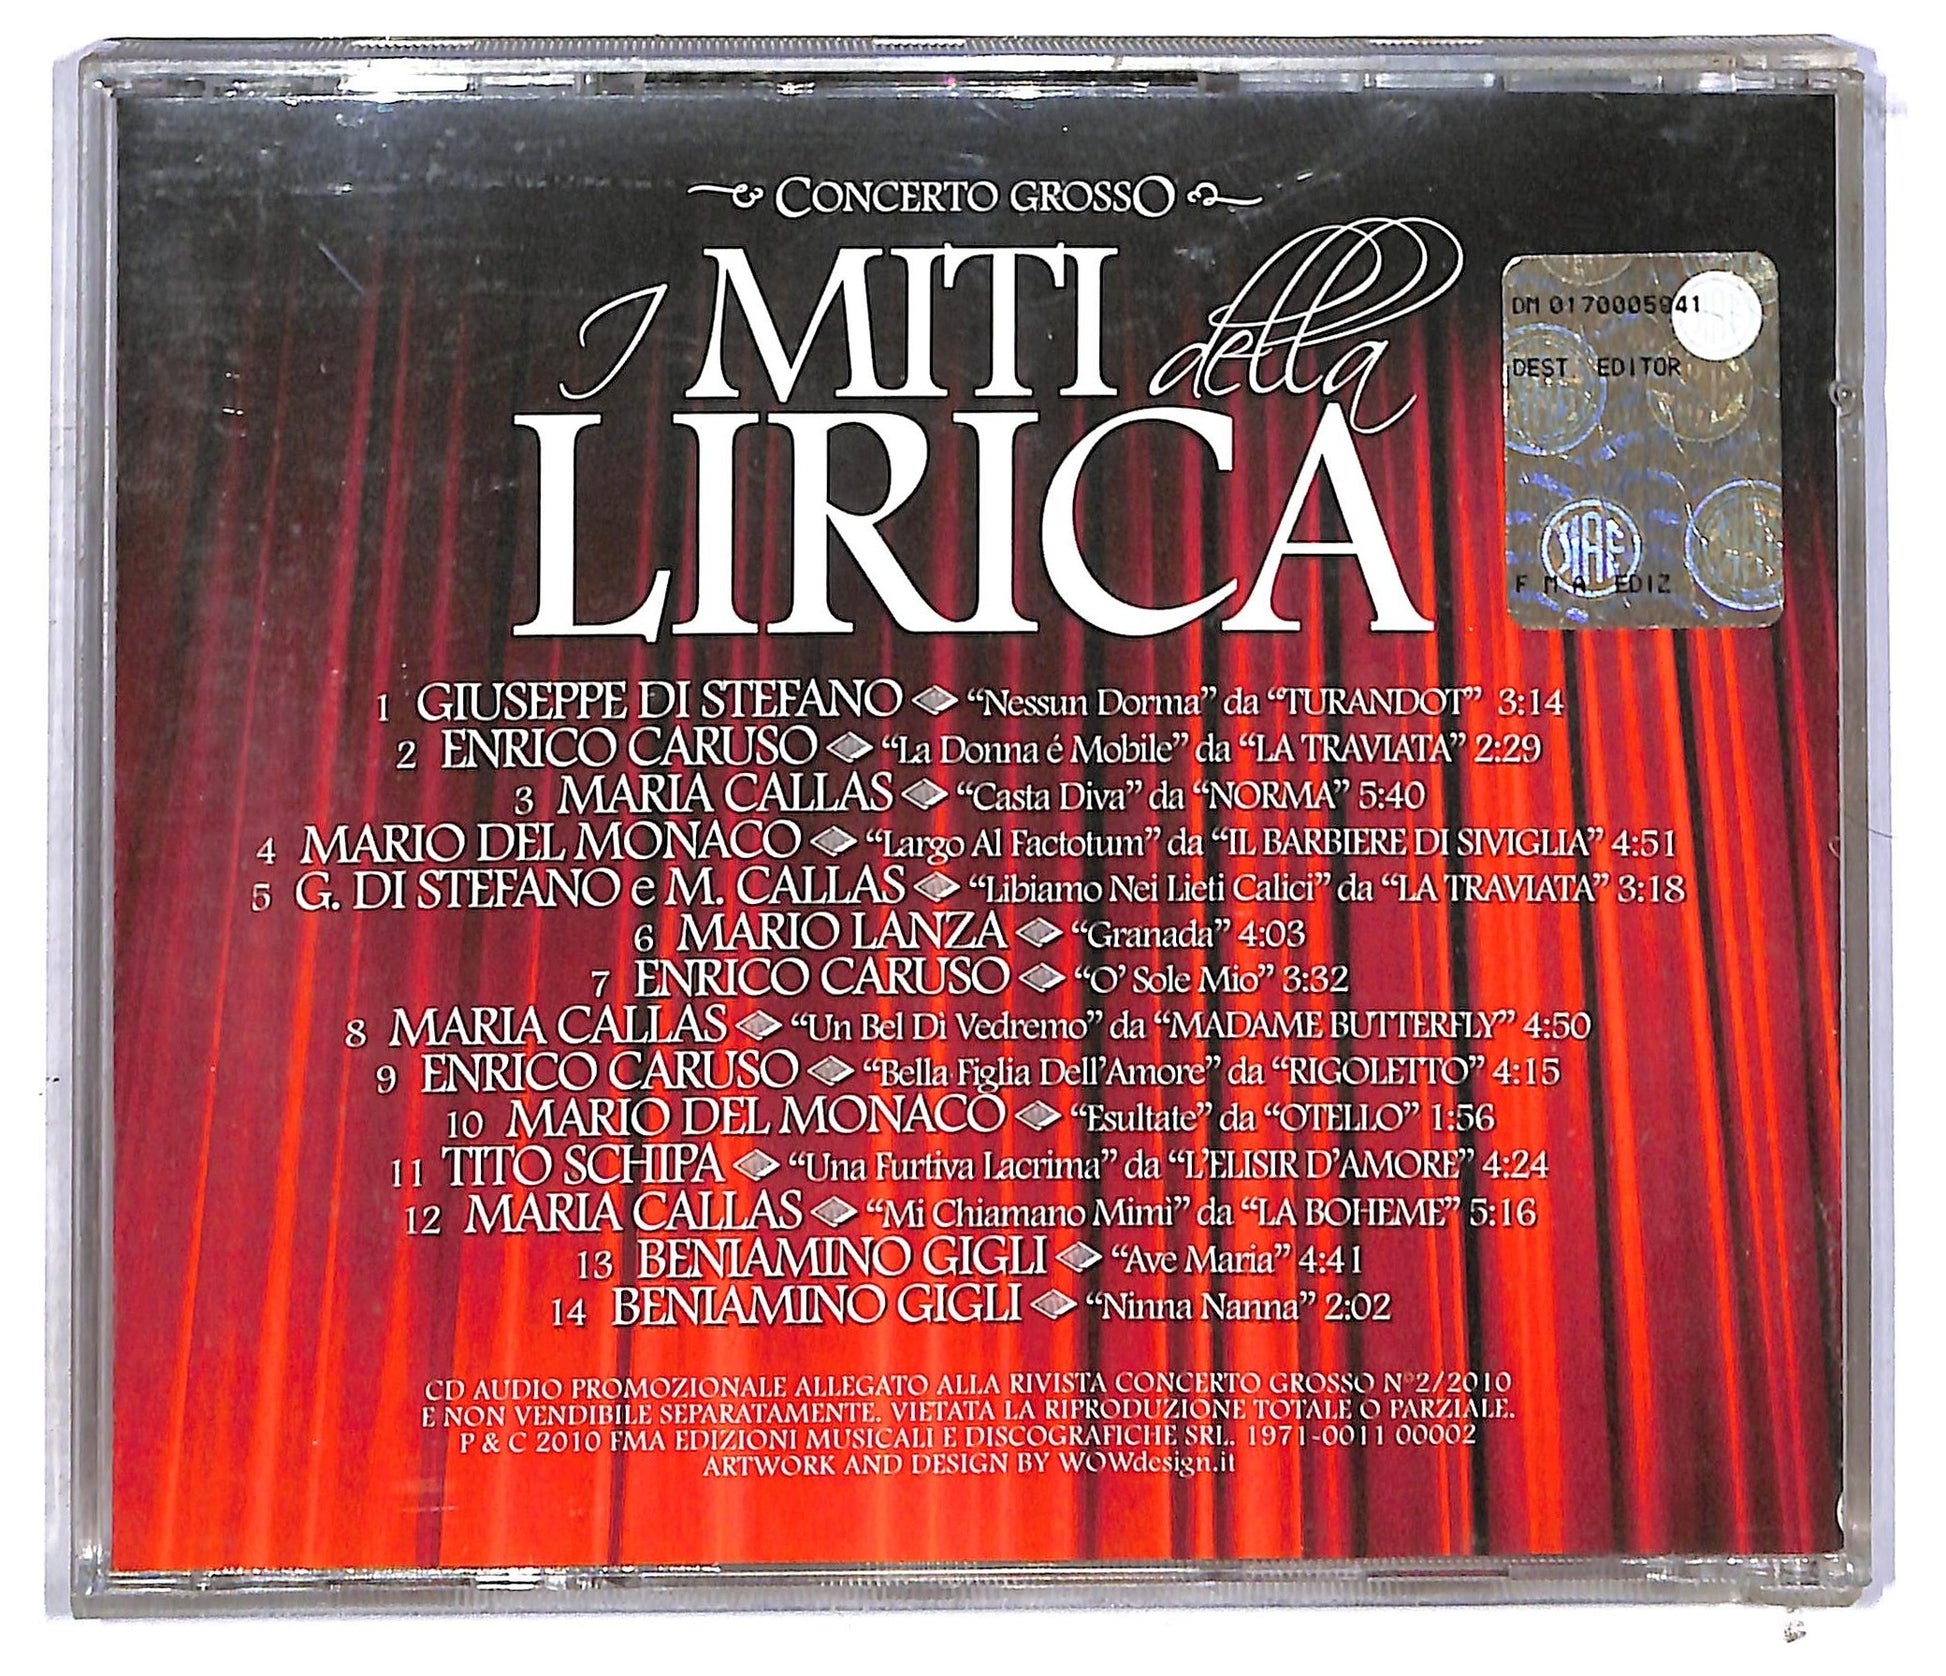 CONCERTO GROSSO
I MITI della
LIRICA
DM 0170005941
DEST. EDITOR
SIAE
F M A EDIZ
1 GIUSEPPE DI STEFANO “Nessun Dorma” da “TURANDOT” 3:14
2 ENRICO CARUSO “La Donna é Mobile” da “LA TRAVIATA” 2:29
3 MARIA CALLAS “Casta Diva” da “NORMA” 5:40
4 MARIO DEL MONACO “Largo Al Factotum” da “IL BARBIERE DI SIVIGLIA” 4:51
5 G. DI STEFANO e M. CALLAS “Libiamo Nei Lieti Calici” da “LA TRAVIATA” 3:18
6 MARIO LANZA “Granada” 4:03
7 ENRICO CARUSO “O’ Sole Mio” 3:32
8 MARIA CALLAS “Un Bel Dì Vedremo” da “MADAME BUTTERFLY” 4:50
9 ENRICO CARUSO “Bella Figlia Dell’Amore” da “RIGOLETTO” 4:15
10 MARIO DEL MONACO “Esultate” da “OTELLO” 1:56
11 TITO SCHIPA “Una Furtiva Lacrima” da “L’ELISIR D’AMORE” 4:24
12 MARIA CALLAS “Mi Chiamano Mimì” da “LA BOHEME” 5:16
13 BENIAMINO GIGLI “Ave Maria” 4:41
14 BENIAMINO GIGLI “Ninna Nanna” 2:02
CD AUDIO PROMOZIONALE ALLEGATO ALLA RIVISTA CONCERTO GROSSO N°2/2010
E NON VENDIBILE SEPARATAMENTE. VIETATA LA RIPRODUZIONE TOTALE O PARZIALE.
P & C 2010 FMA EDIZIONI MUSICALI E DISCOGRAFICHE SRL. 1971-0011 00002
ARTWORK AND DESIGN BY WOWdesign.it